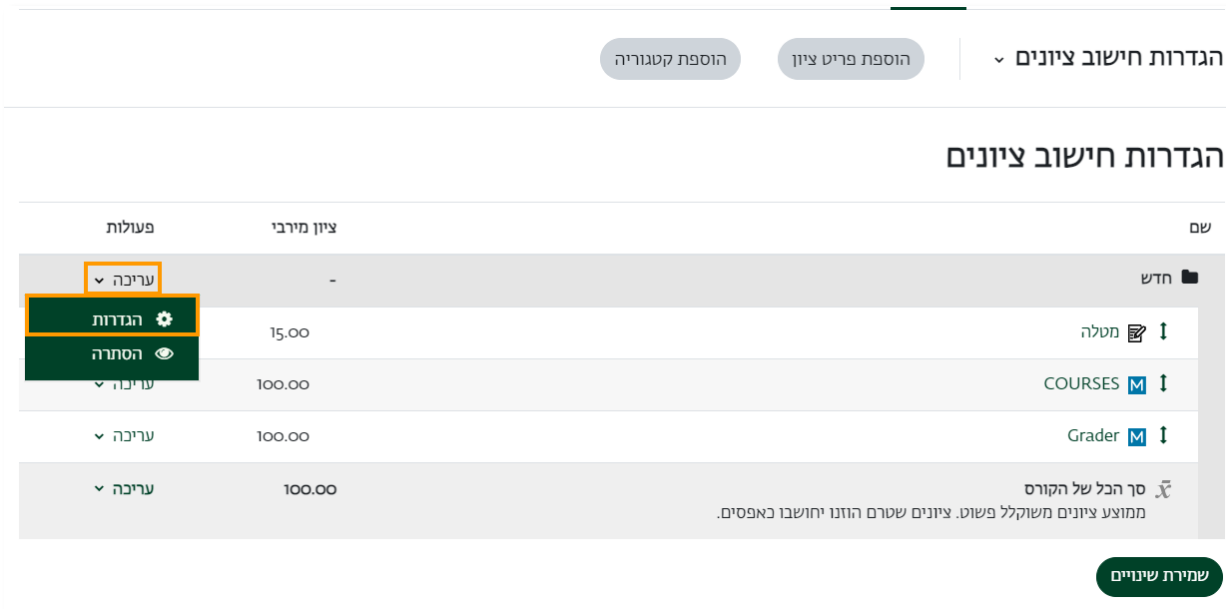 הגדרות חישוב ציונים הוספת פריט ציון הוספת קטגוריה
הגדרות חישוב ציונים
שם ציון מירבי פעולות
חדש - עריכה
הגדרות
מטלה 15.00
הסתרה
COURSES 100.00 עריכה
Grader 100.00 עריכה
סך הכל של הקורס 100.00 עריכה
ממוצע ציונים משוקלל פשוט. ציונים שטרם הוזנו יחושבו כאפסים.
שמירת שינויים